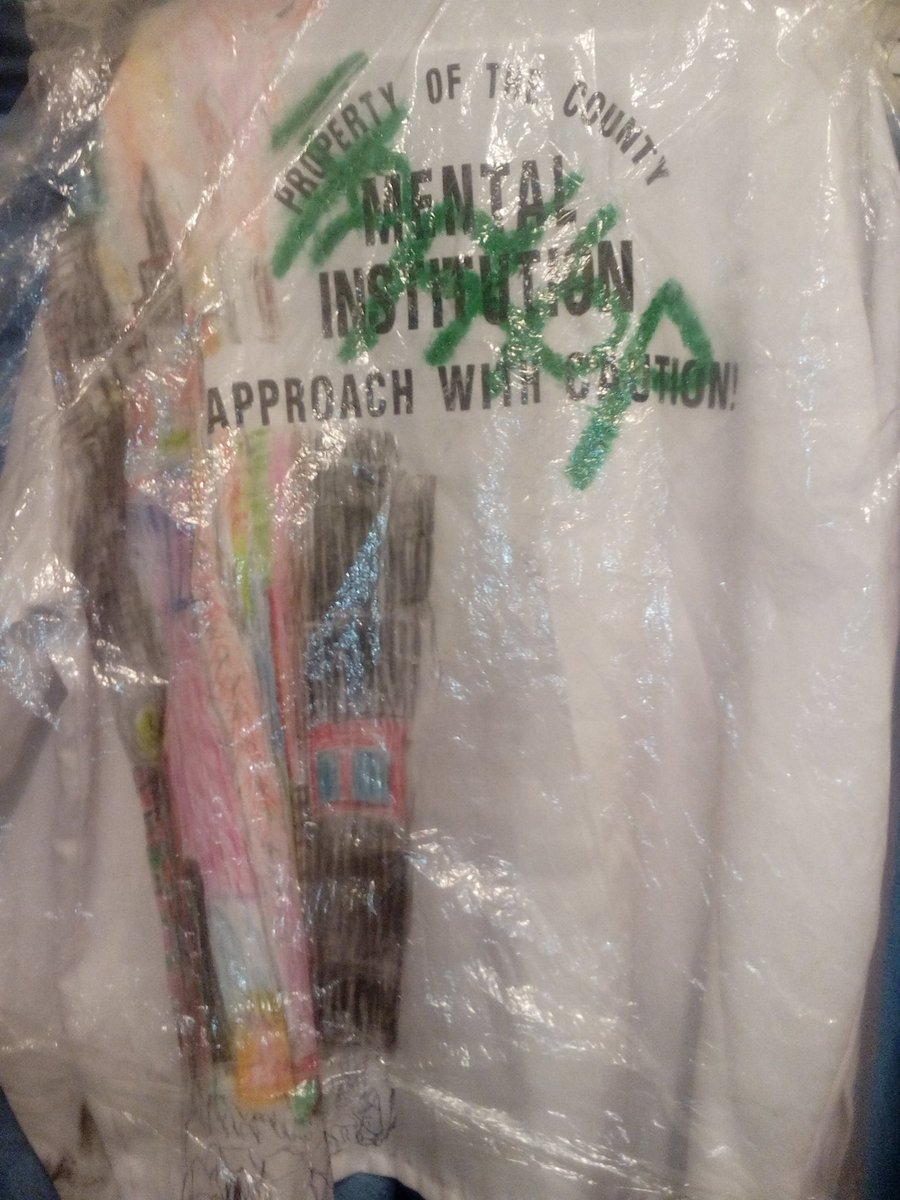 PROPERTY OF THE COUNTY
MENTAL
INSTITUTION
APPROACH WITH CAUTION!